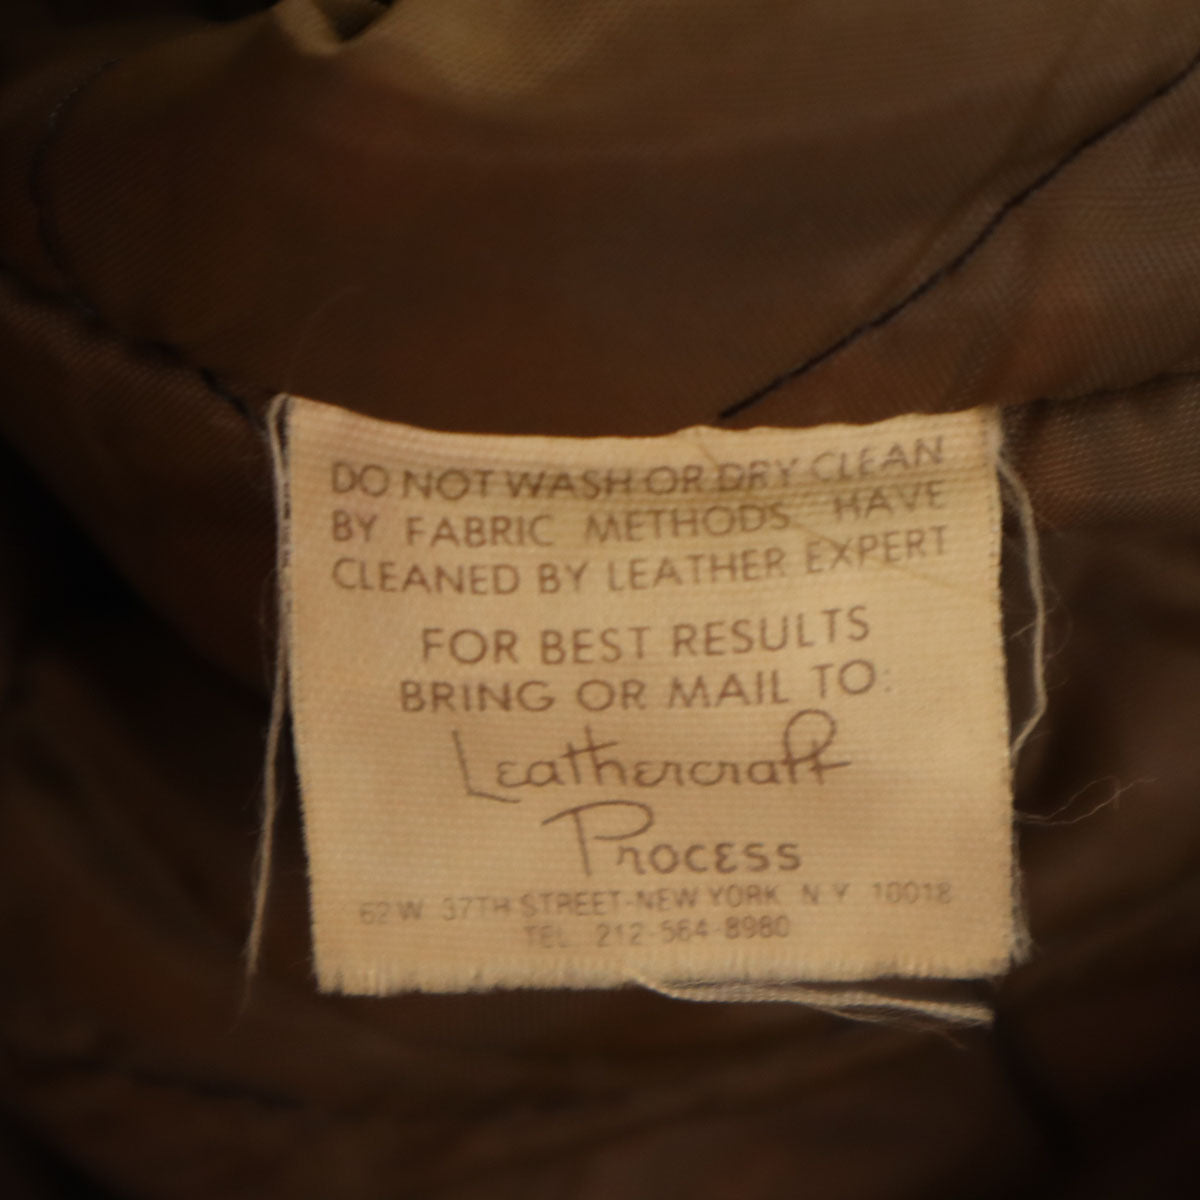 DO NOT WASH OR DRY CLEAN
BY FABRIC METHODS HAVE
CLEANED BY LEATHER EXPERT
FOR BEST RESULTS
BRING OR MAIL TO:
Leathercraft
Process
62 W 37TH STREET-NEW YORK N Y 10018
TEL 212-564-8980